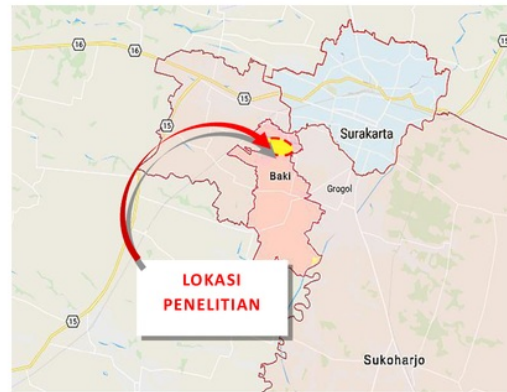 16
16
15
15
15
15
Surakarta
Baki
Grogol
LOKASI
PENELITIAN
Sukoharjo